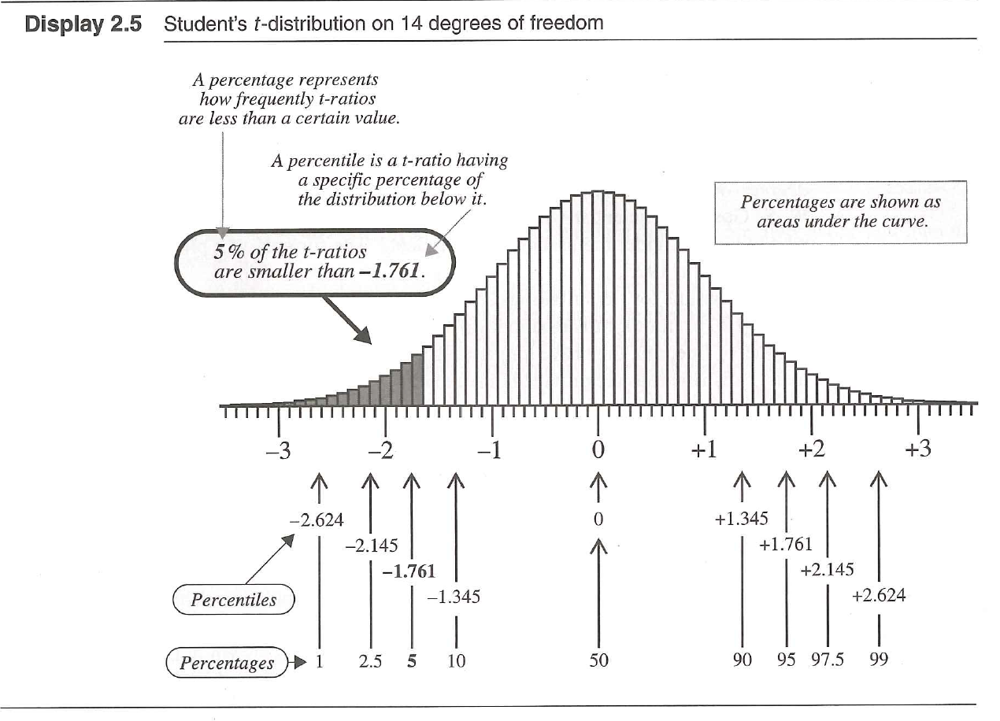 Display 2.5 Student's t-distribution on 14 degrees of freedom
A percentage represents
how frequently t-ratios
are less than a certain value.
A percentile is a t-ratio having
a specific percentage of
the distribution below it.
Percentages are shown as
areas under the curve.
5% of the t-ratios
are smaller than –1.761.
–3 –2 –1 0 +1 +2 +3
–2.624 0 +1.345
–2.145 +1.761
–1.761 +2.145
–1.345 +2.624
Percentiles
Percentages 1 2.5 5 10 50 90 95 97.5 99